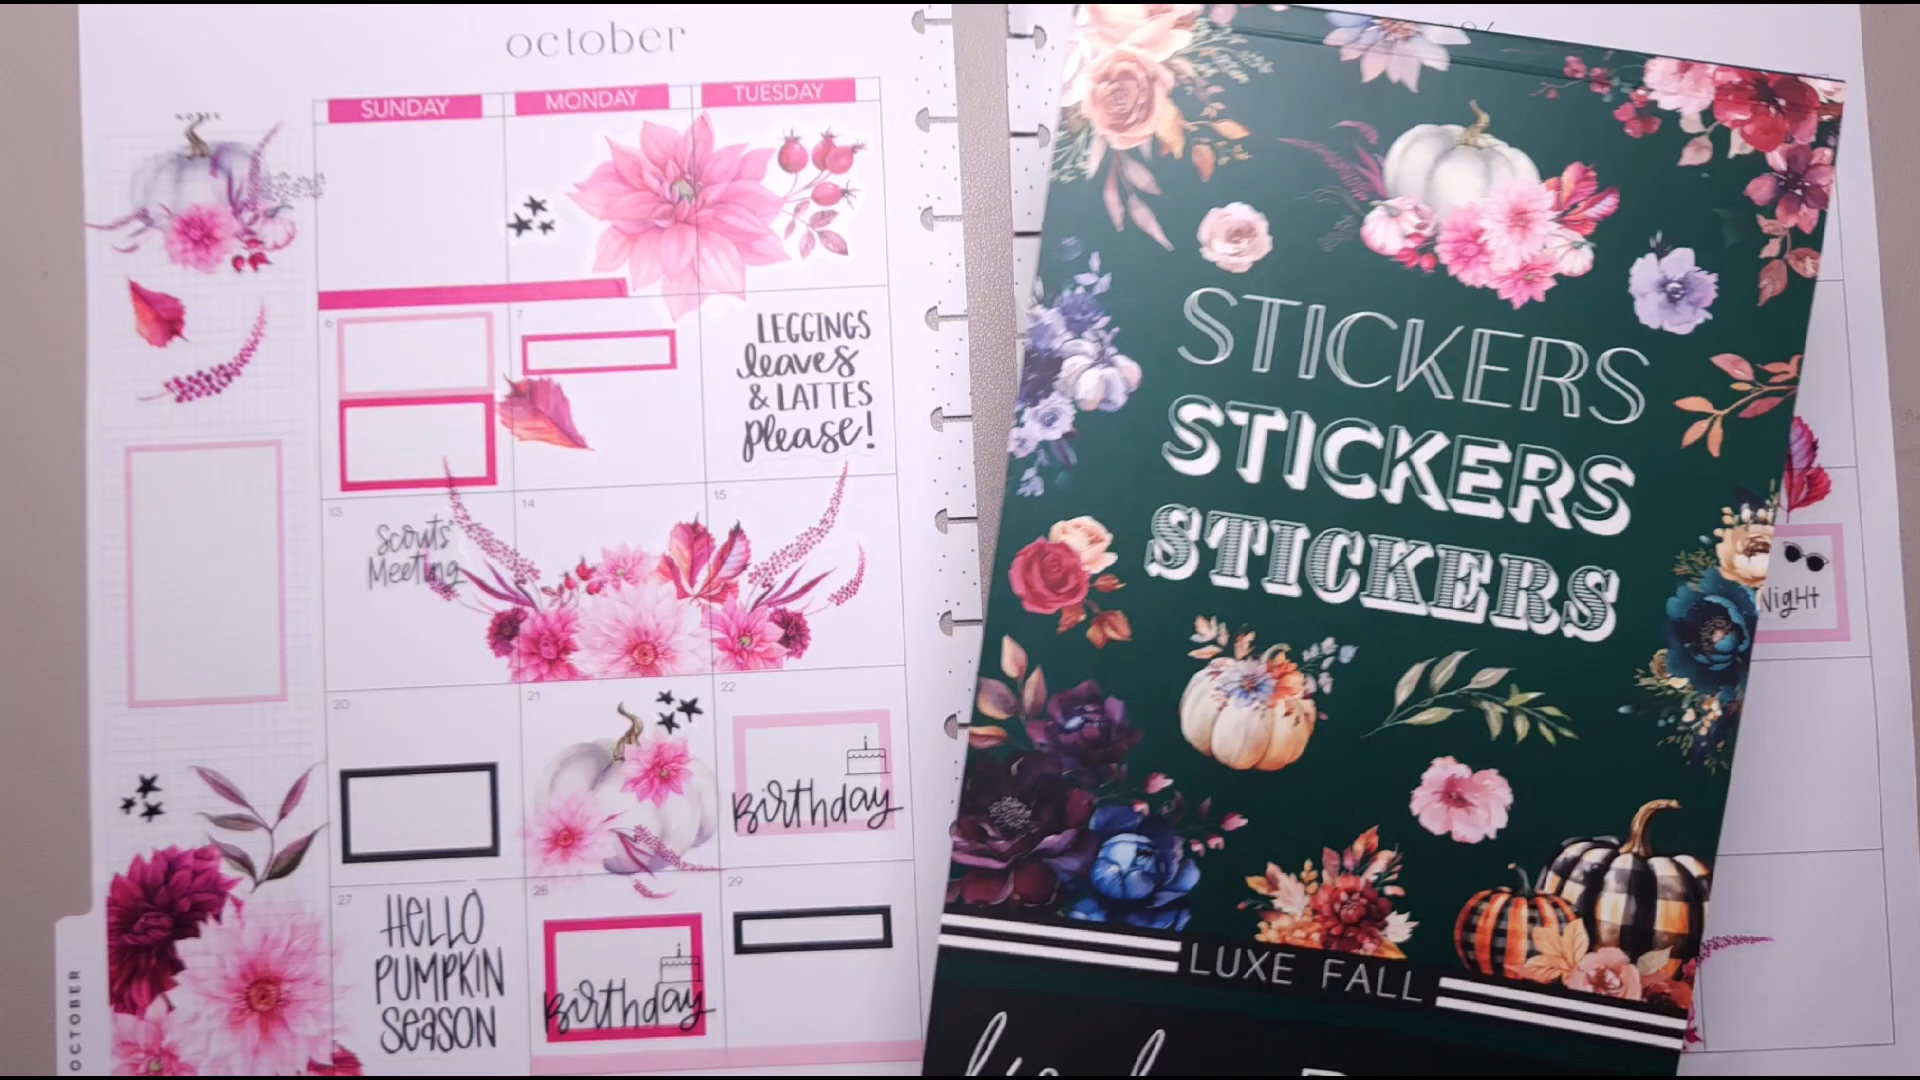 october
NOTES
SUNDAY
MONDAY
TUESDAY
6
7
LEGGINGS
leaves
& LATTES
please!
13
14
15
Scouts'
Meeting
20
21
22
Birthday
27
28
29
HELLO
PUMPKIN
SEASON
Birthday
OCTOBER
STICKERS
STICKERS
STICKERS
LUXE FALL
Night